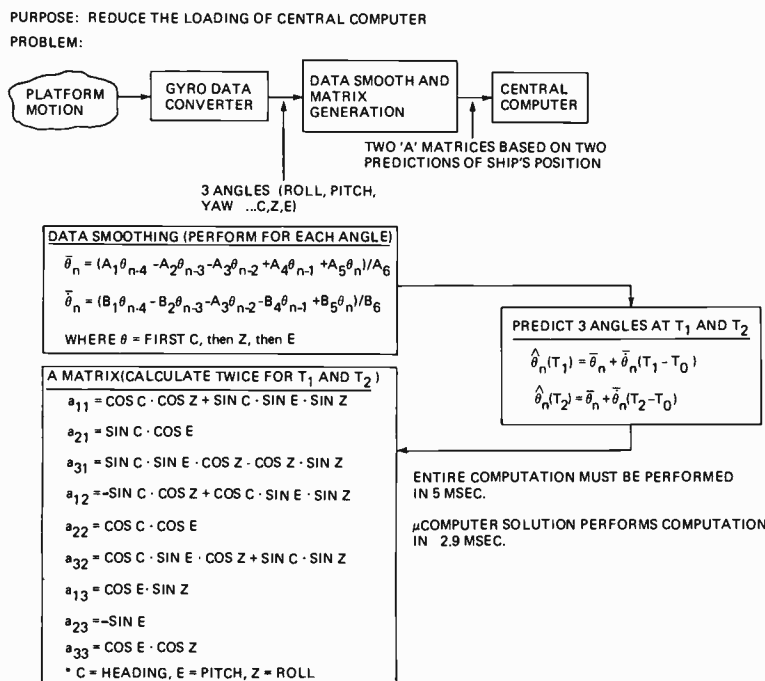 PURPOSE: REDUCE THE LOADING OF CENTRAL COMPUTER
PROBLEM:
PLATFORM
MOTION
GYRO DATA
CONVERTER
DATA SMOOTH AND
MATRIX
GENERATION
CENTRAL
COMPUTER
TWO 'A' MATRICES BASED ON TWO
PREDICTIONS OF SHIP'S POSITION
3 ANGLES (ROLL, PITCH,
YAW ...C,Z,E)
DATA SMOOTHING (PERFORM FOR EACH ANGLE)
θ̄ₙ = (A₁θₙ₋₄ -A₂θₙ₋₃ -A₃θₙ₋₂ +A₄θₙ₋₁ +A₅θₙ)/A₆
θ̄̇ₙ = (B₁θₙ₋₄ -B₂θₙ₋₃ -A₃θₙ₋₂ -B₄θₙ₋₁ +B₅θₙ)/B₆
WHERE θ = FIRST C, then Z, then E
PREDICT 3 ANGLES AT T₁ AND T₂
θ̂ₙ(T₁) = θ̄ₙ + θ̄̇ₙ(T₁ - T₀)
θ̂ₙ(T₂) = θ̄ₙ + θ̄̇ₙ(T₂-T₀)
A MATRIX(CALCULATE TWICE FOR T₁ AND T₂)
a₁₁ = COS C · COS Z + SIN C · SIN E · SIN Z
a₂₁ = SIN C · COS E
a₃₁ = SIN C · SIN E · COS Z - COS Z · SIN Z
a₁₂ = -SIN C · COS Z + COS C · SIN E · SIN Z
a₂₂ = COS C · COS E
a₃₂ = COS C · SIN E · COS Z + SIN C · SIN Z
a₁₃ = COS E · SIN Z
a₂₃ = -SIN E
a₃₃ = COS E · COS Z
* C = HEADING, E = PITCH, Z = ROLL
ENTIRE COMPUTATION MUST BE PERFORMED
IN 5 MSEC.
μCOMPUTER SOLUTION PERFORMS COMPUTATION
IN 2.9 MSEC.